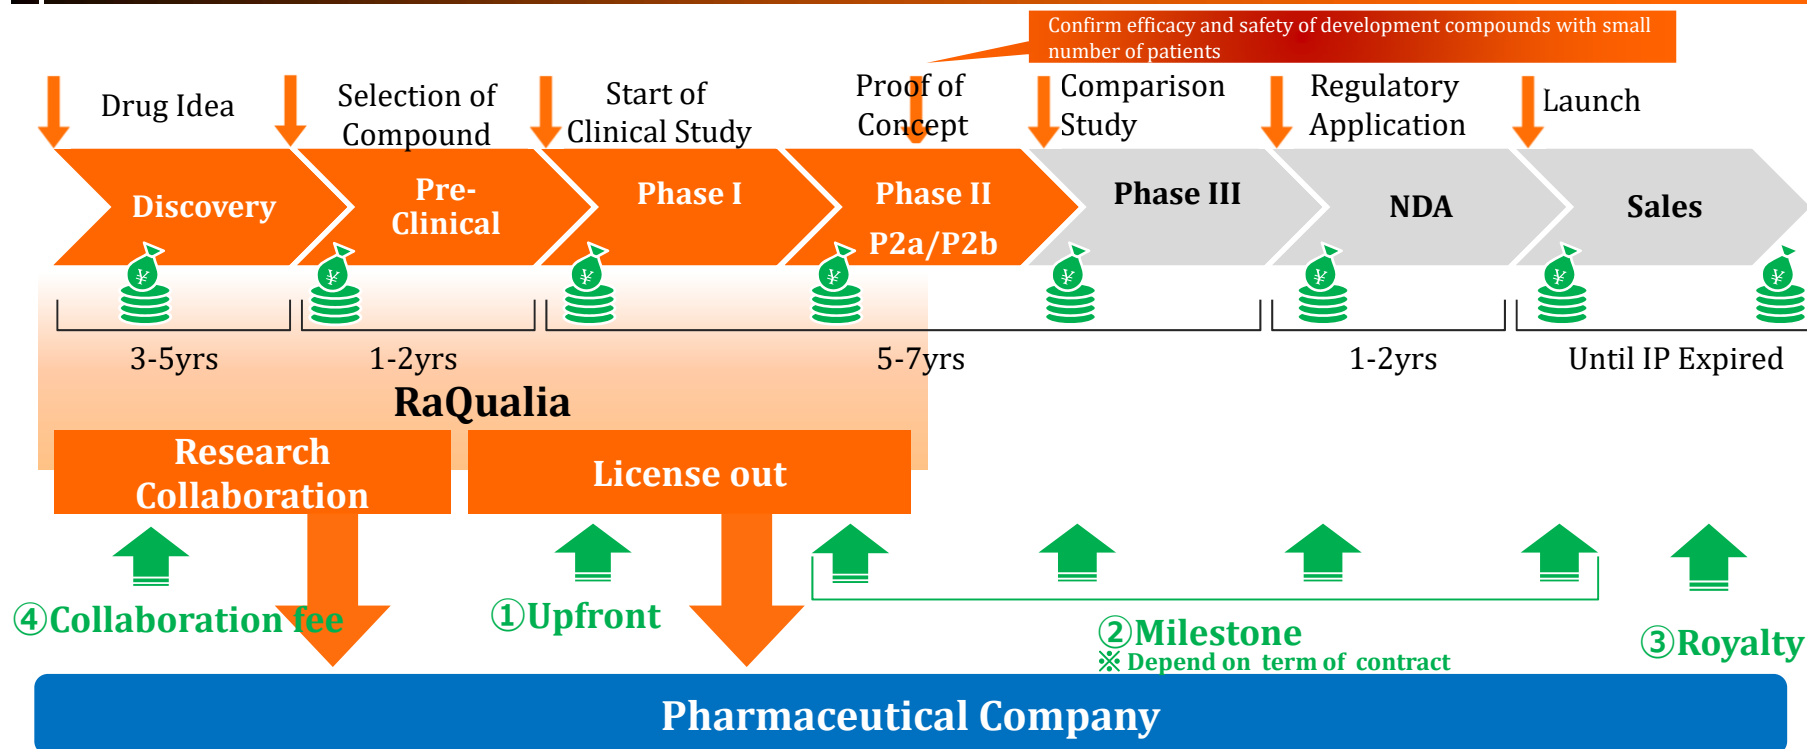 Confirm efficacy and safety of development compounds with small
number of patients
Drug Idea
Selection of
Compound
Start of
Clinical Study
Proof of
Concept
Comparison
Study
Regulatory
Application
Launch
Discovery
Pre-
Clinical
Phase I
Phase II
P2a/P2b
Phase III
NDA
Sales
¥
¥
¥
¥
¥
¥
¥
¥
3-5yrs
1-2yrs
5-7yrs
1-2yrs
Until IP Expired
RaQualia
Research
Collaboration
License out
④Collaboration fee
①Upfront
②Milestone
※ Depend on term of contract
③Royalty
Pharmaceutical Company